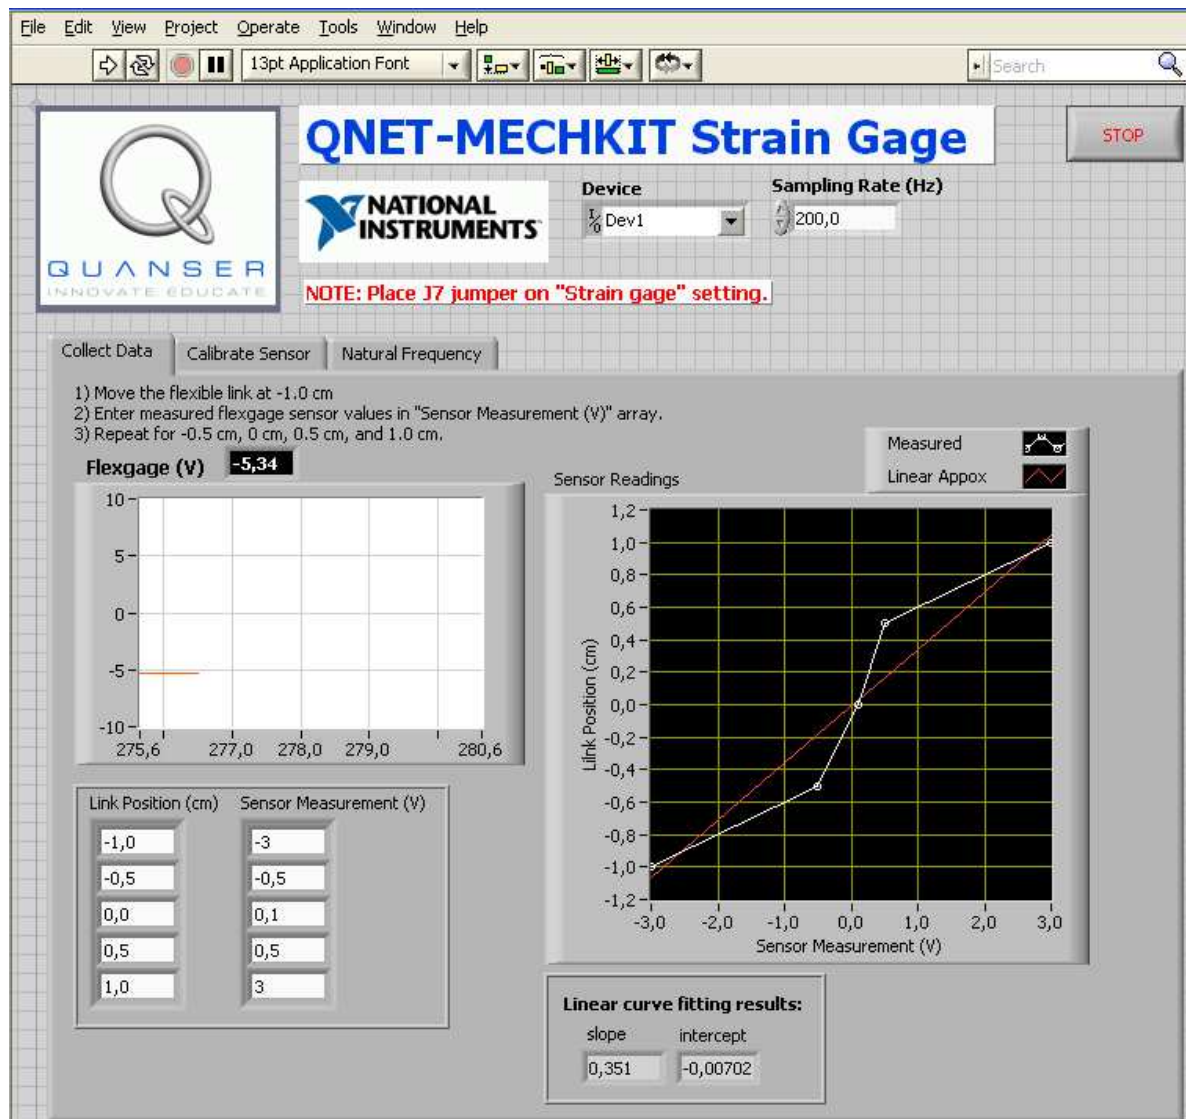 File Edit View Project Operate Tools Window Help
13pt Application Font
Search
QNET-MECHKIT Strain Gage
STOP
QUANSER
INNOVATE EDUCATE
NATIONAL
INSTRUMENTS
Device
Dev1
Sampling Rate (Hz)
200,0
NOTE: Place J7 jumper on "Strain gage" setting.
Collect Data Calibrate Sensor Natural Frequency
1) Move the flexible link at -1.0 cm
2) Enter measured flexgage sensor values in "Sensor Measurement (V)" array.
3) Repeat for -0.5 cm, 0 cm, 0.5 cm, and 1.0 cm.
Flexgage (V) -5,34
10
5
0
-5
-10
275,6 277,0 278,0 279,0 280,6
Link Position (cm) Sensor Measurement (V)
-1,0 -3
-0,5 -0,5
0,0 0,1
0,5 0,5
1,0 3
Measured
Linear Appox
Sensor Readings
1,2
1,0
0,8
0,6
0,4
0,2
0,0
-0,2
-0,4
-0,6
-0,8
-1,0
-1,2
LiInk Position (cm)
-3,0 -2,0 -1,0 0,0 1,0 2,0 3,0
Sensor Measurement (V)
Linear curve fitting results:
slope intercept
0,351 -0,00702